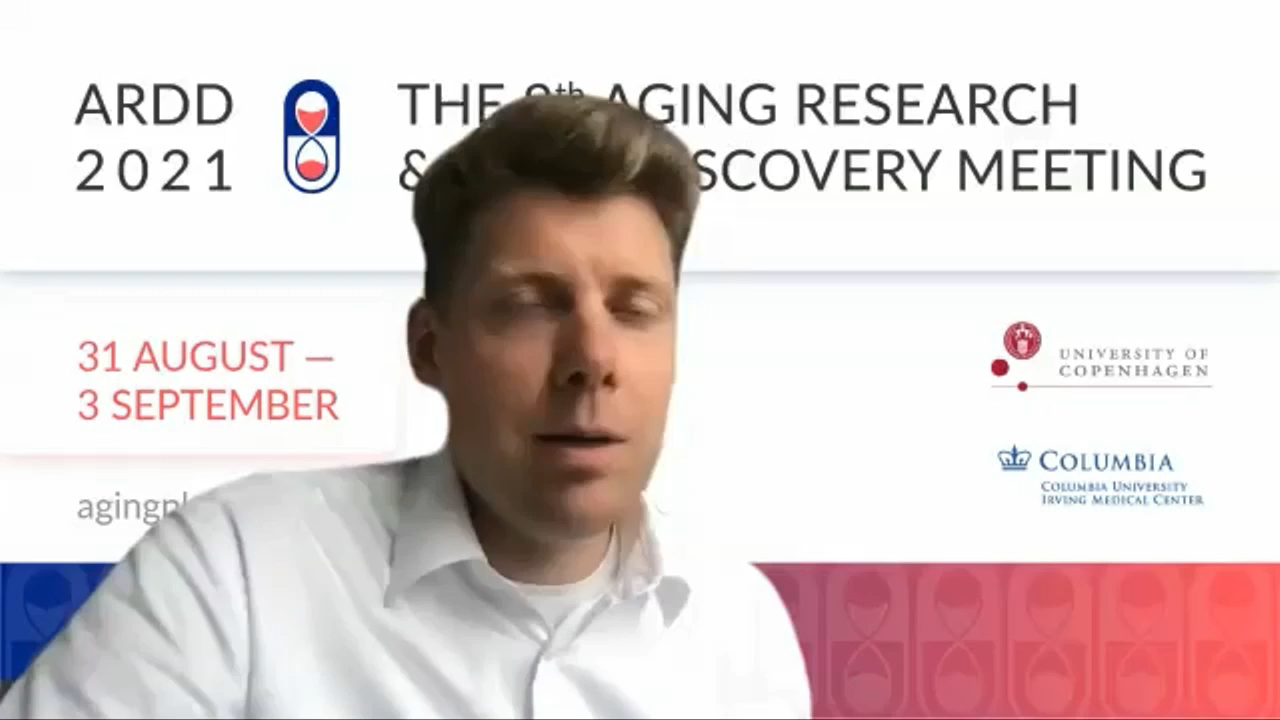 ARDD
2021
THE AGING RESEARCH
& DISCOVERY MEETING
31 AUGUST —
3 SEPTEMBER
UNIVERSITY OF
COPENHAGEN
COLUMBIA
COLUMBIA UNIVERSITY
IRVING MEDICAL CENTER